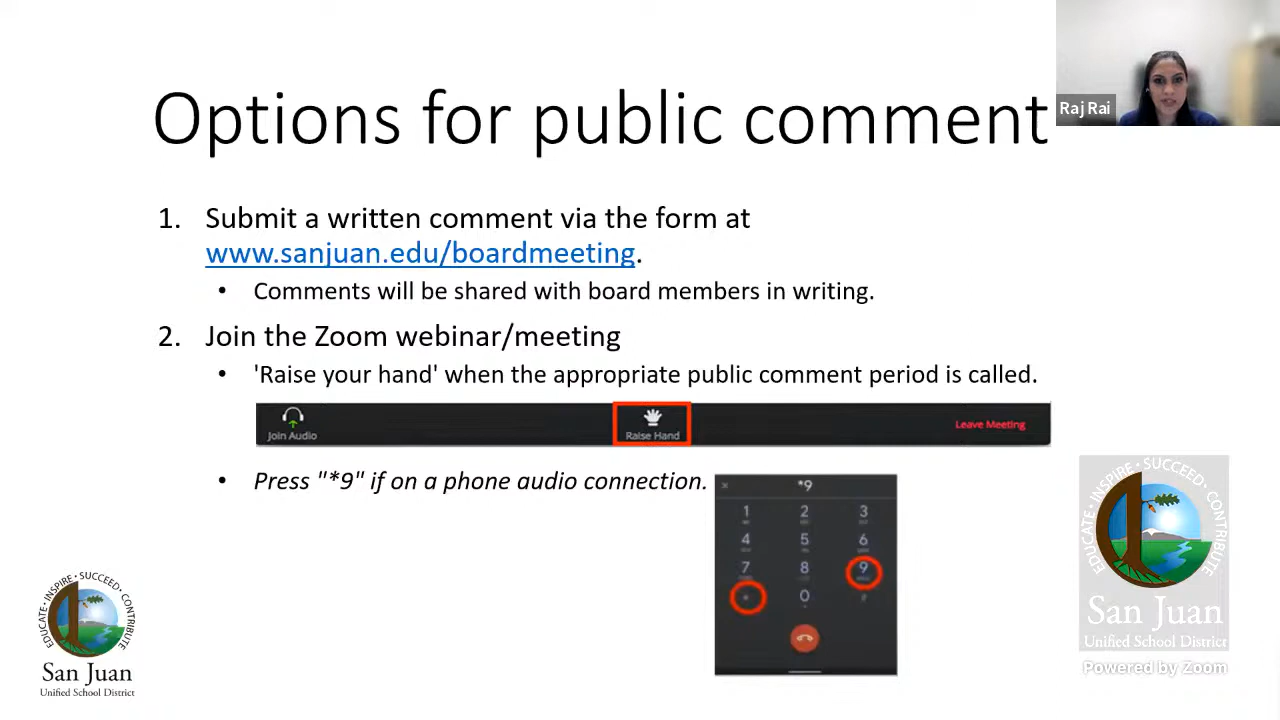 Options for public comment
Raj Rai
1. Submit a written comment via the form at
www.sanjuan.edu/boardmeeting.
• Comments will be shared with board members in writing.
2. Join the Zoom webinar/meeting
• 'Raise your hand' when the appropriate public comment period is called.
Join Audio
Raise Hand
Leave Meeting
• Press "*9" if on a phone audio connection.
*9
1 2 3
4 5 6
7 8 9
* 0
EDUCATE·INSPIRE·SUCCEED·CONTRIBUTE
San Juan
Unified School District
Powered by Zoom
EDUCATE·INSPIRE·SUCCEED·CONTRIBUTE
San Juan
Unified School District